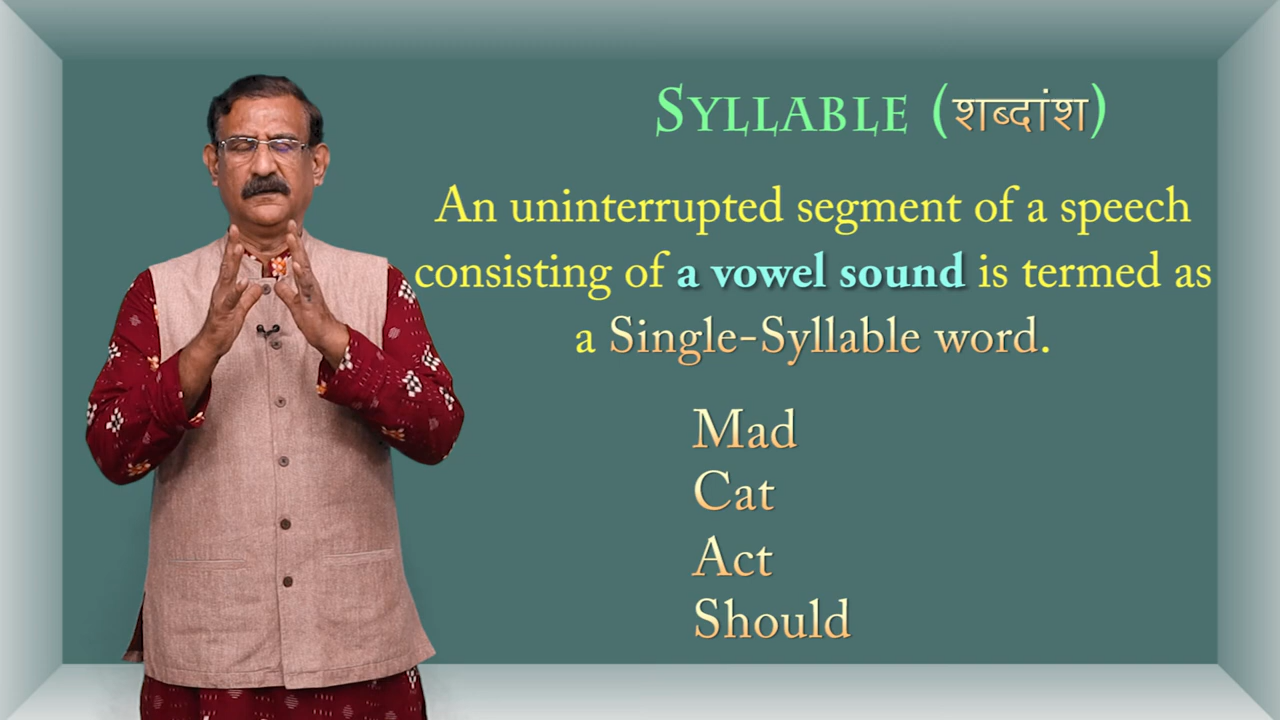 SYLLABLE (शब्दांश)
An uninterrupted segment of a speech
consisting of a vowel sound is termed as
a Single-Syllable word.
Mad
Cat
Act
Should